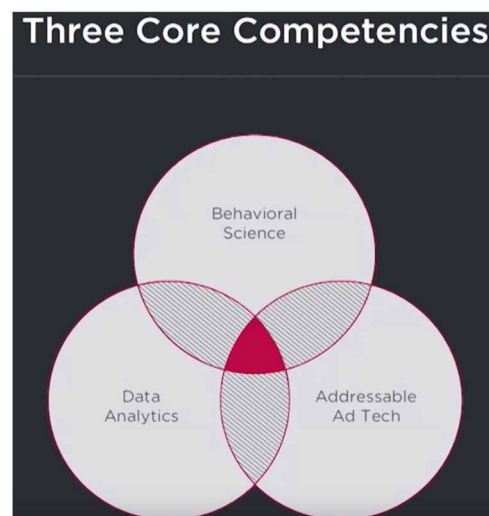 Three Core Competencies
Behavioral
Science
Data
Analytics
Addressable
Ad Tech